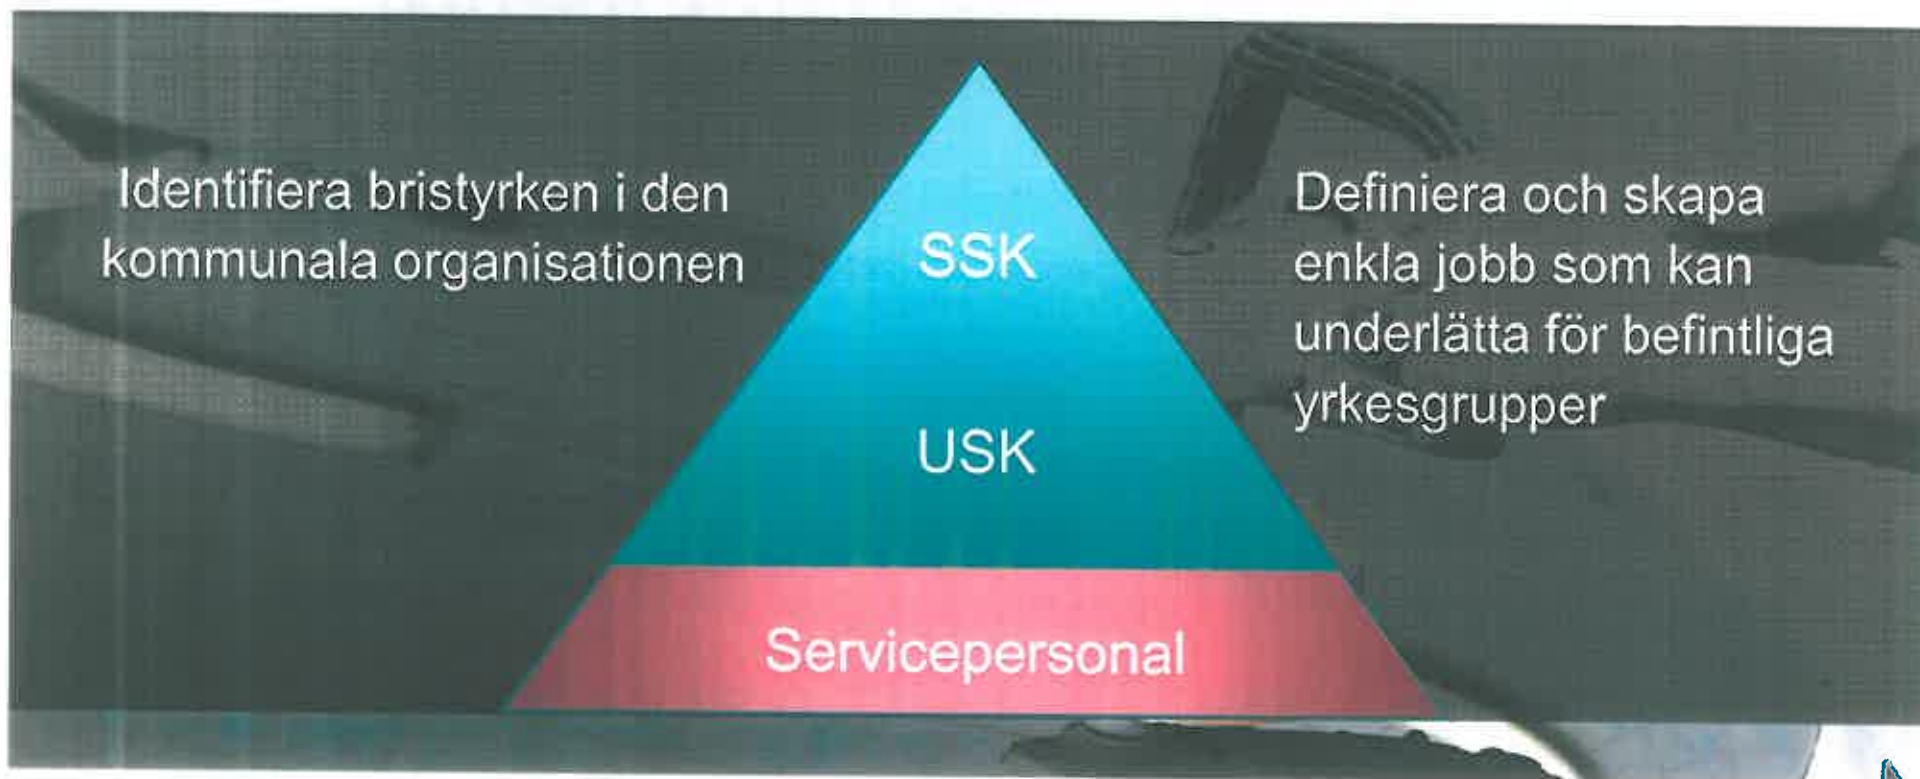 Identifiera bristyrken i den
kommunala organisationen
SSK
USK
Servicepersonal
Definiera och skapa
enkla jobb som kan
underlätta för befintliga
yrkesgrupper